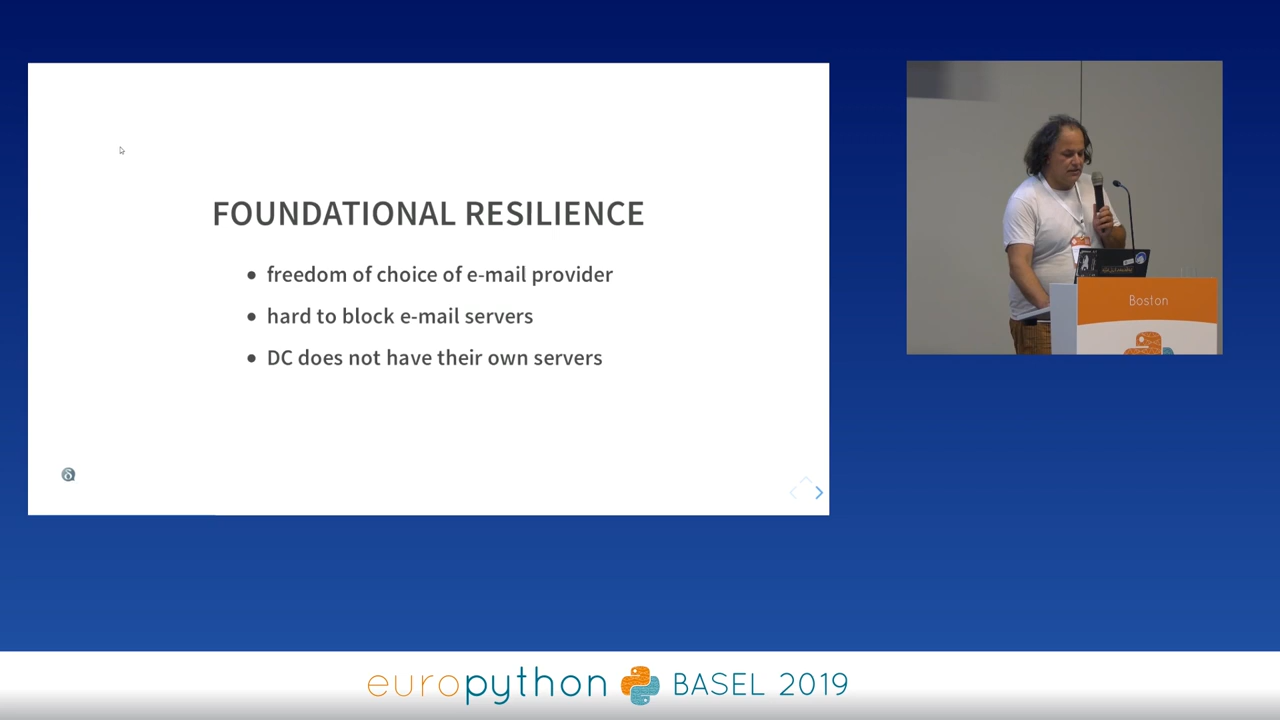 FOUNDATIONAL RESILIENCE
• freedom of choice of e-mail provider
• hard to block e-mail servers
• DC does not have their own servers
Boston
europython BASEL 2019